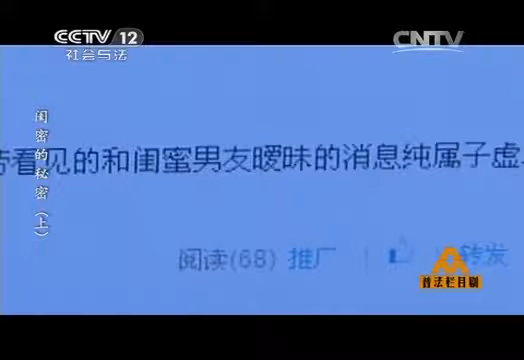 CCTV 12
社会与法
CNTV
闺密的秘密(上)
看见的和闺蜜男友暧昧的消息纯属子虚
阅读(68) 推广 | 转发
普法栏目剧